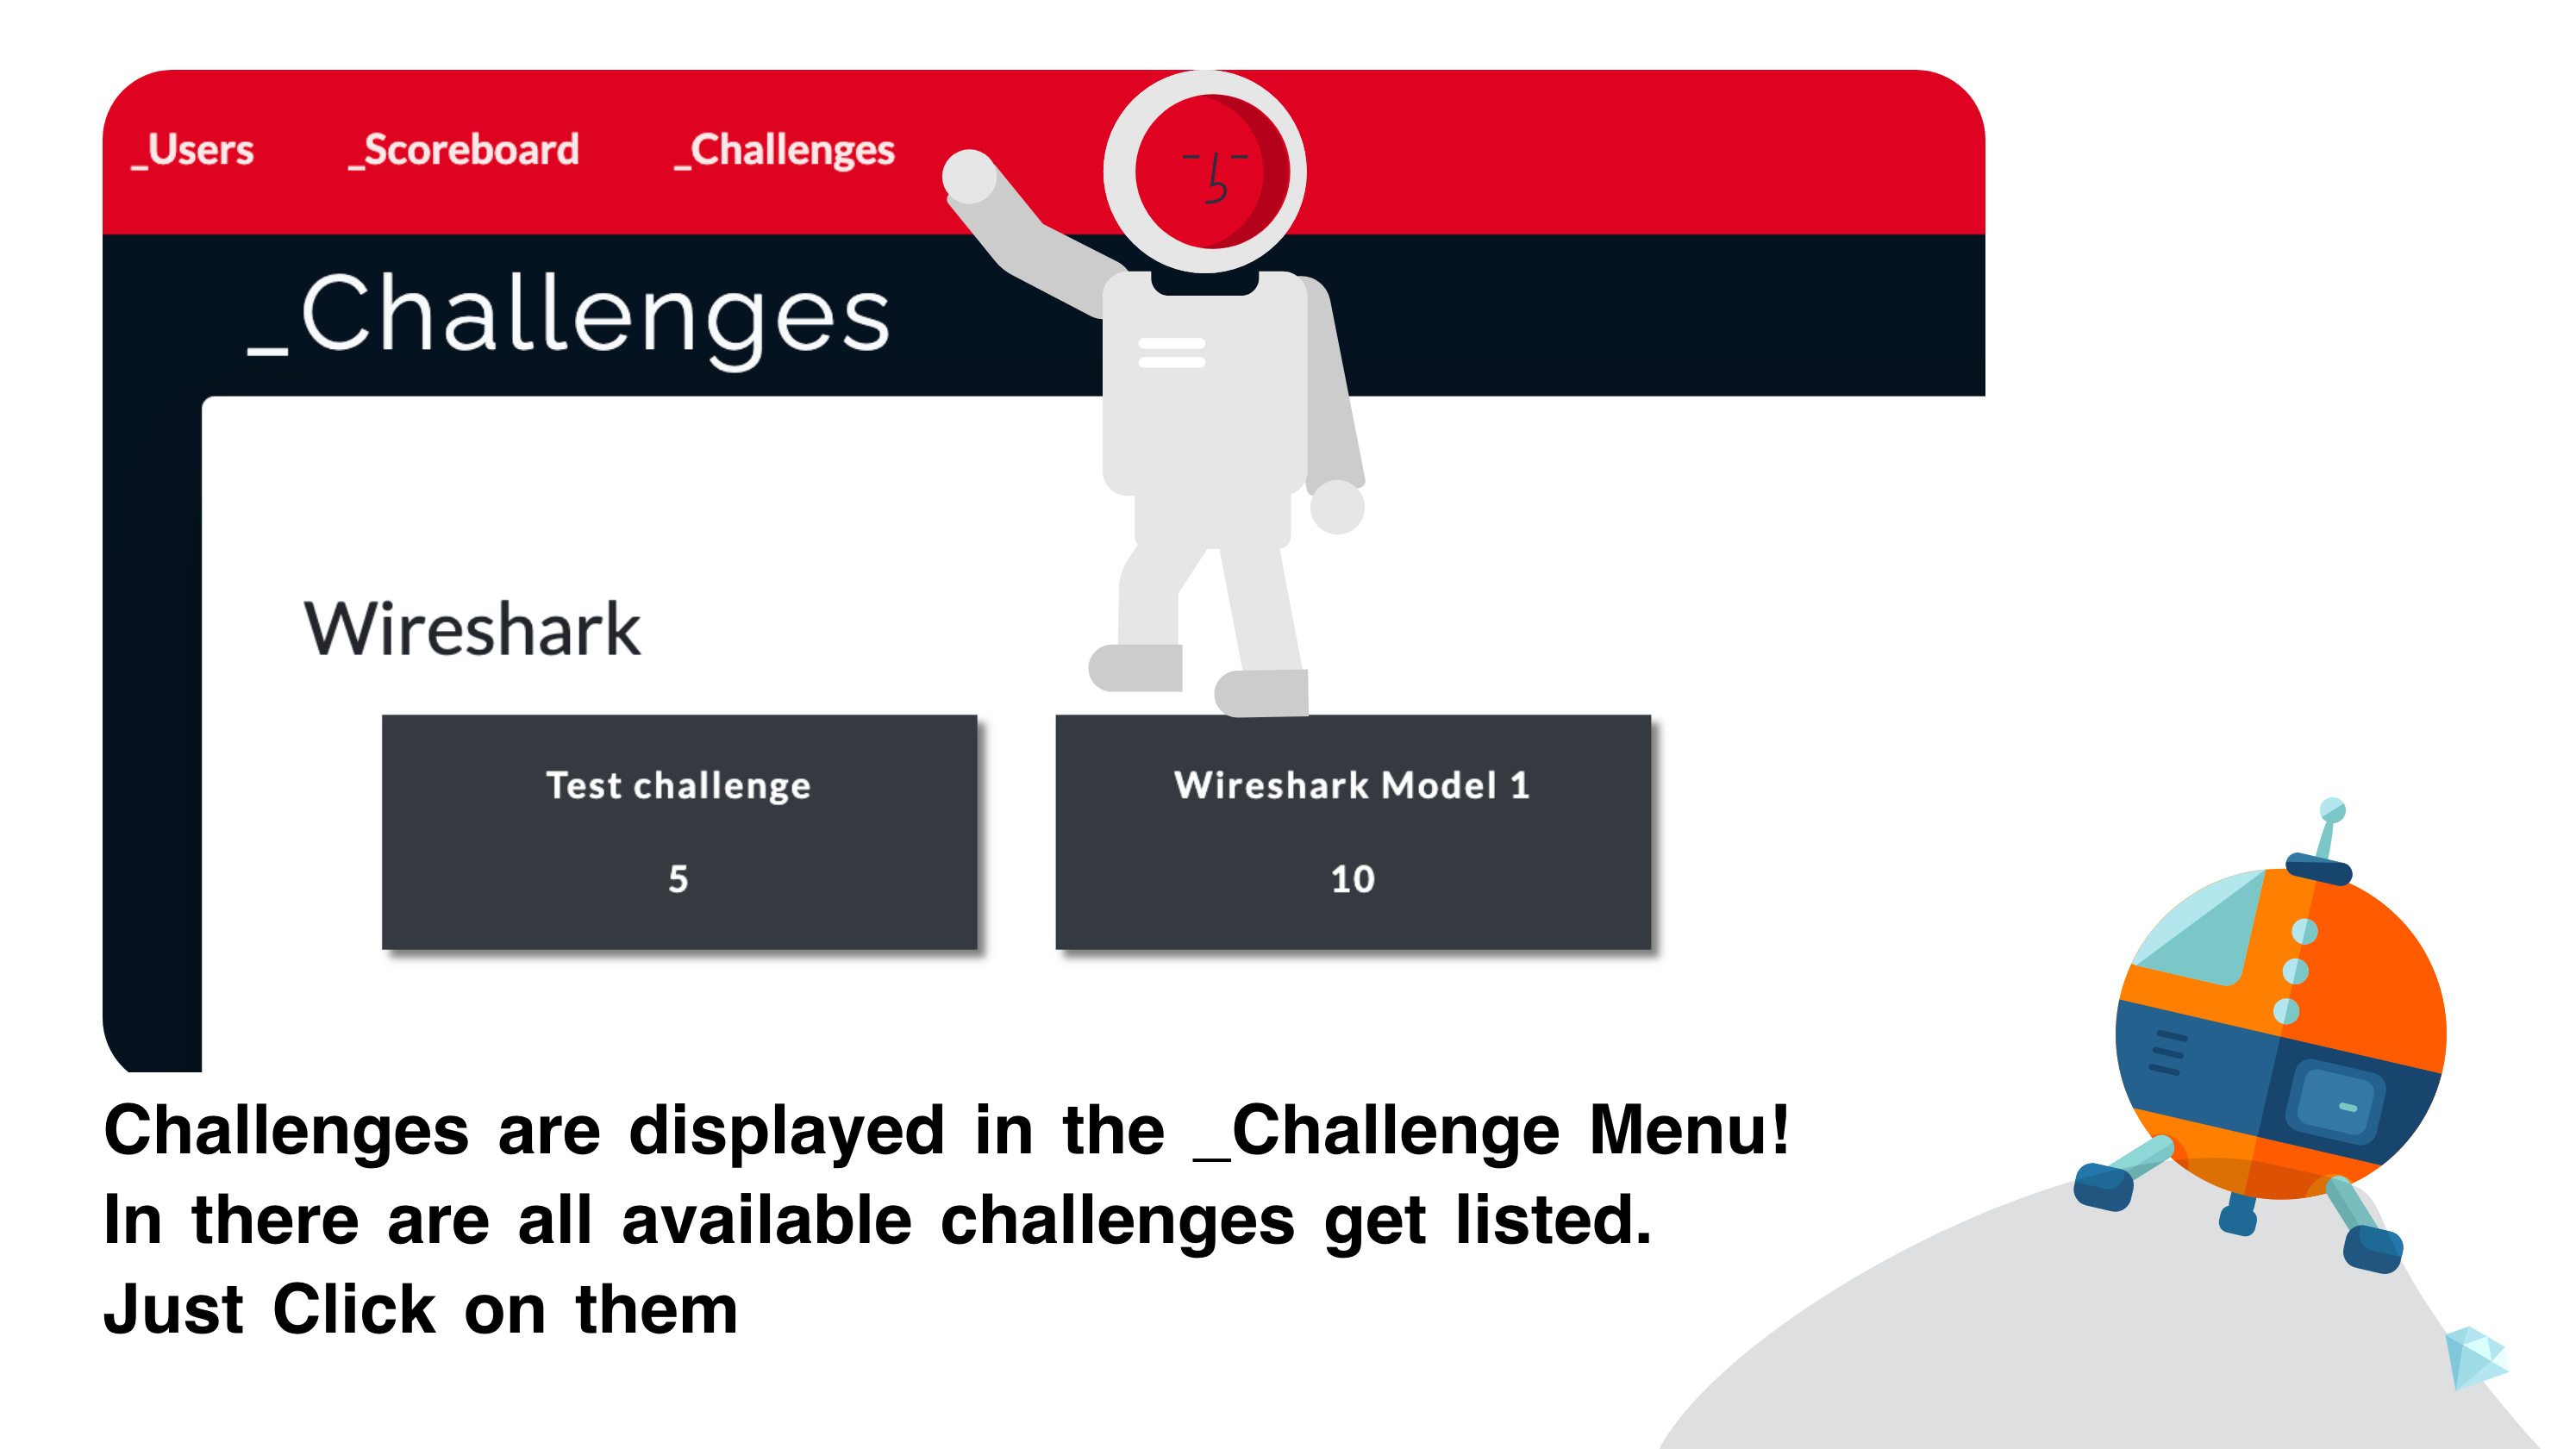 _Users _Scoreboard _Challenges
_Challenges
Wireshark
Test challenge
5
Wireshark Model 1
10
Challenges are displayed in the _Challenge Menu!
In there are all available challenges get listed.
Just Click on them